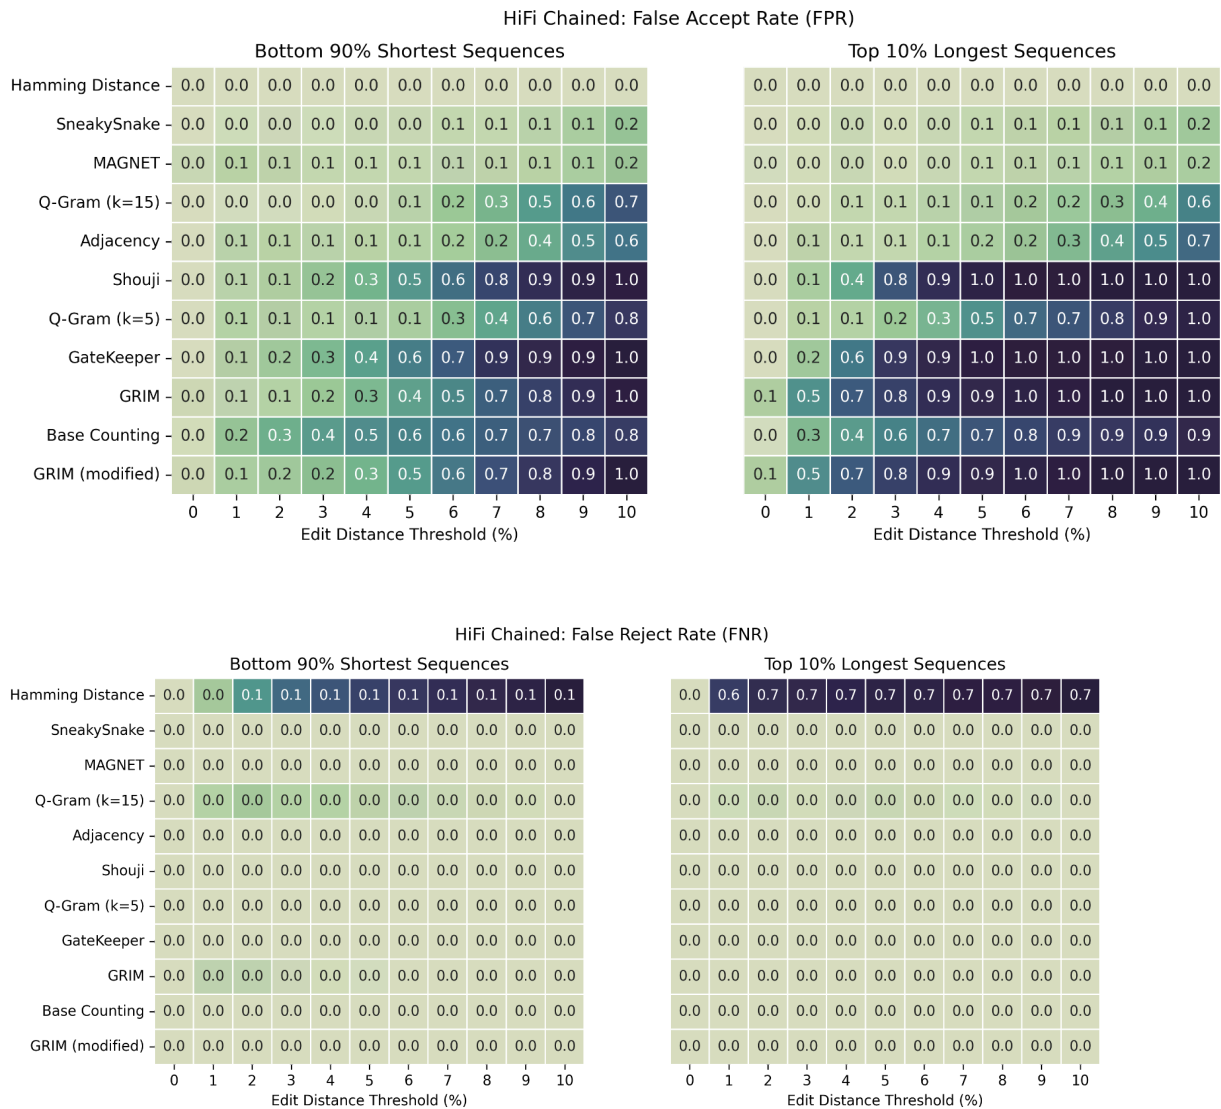 HiFi Chained: False Accept Rate (FPR)
Bottom 90% Shortest Sequences Top 10% Longest Sequences
Hamming Distance 0.0 0.0 0.0 0.0 0.0 0.0 0.0 0.0 0.0 0.0 0.0 0.0 0.0 0.0 0.0 0.0 0.0 0.0 0.0 0.0 0.0 0.0
SneakySnake 0.0 0.0 0.0 0.0 0.0 0.0 0.1 0.1 0.1 0.1 0.2 0.0 0.0 0.0 0.0 0.0 0.1 0.1 0.1 0.1 0.1 0.2
MAGNET 0.0 0.1 0.1 0.1 0.1 0.1 0.1 0.1 0.1 0.1 0.2 0.0 0.0 0.0 0.0 0.0 0.1 0.1 0.1 0.1 0.1 0.2
Q-Gram (k=15) 0.0 0.0 0.0 0.0 0.0 0.1 0.2 0.3 0.5 0.6 0.7 0.0 0.0 0.1 0.1 0.1 0.1 0.2 0.2 0.3 0.4 0.6
Adjacency 0.0 0.1 0.1 0.1 0.1 0.1 0.2 0.2 0.4 0.5 0.6 0.0 0.1 0.1 0.1 0.1 0.2 0.2 0.3 0.4 0.5 0.7
Shouji 0.0 0.1 0.1 0.2 0.3 0.5 0.6 0.8 0.9 0.9 1.0 0.0 0.1 0.4 0.8 0.9 1.0 1.0 1.0 1.0 1.0 1.0
Q-Gram (k=5) 0.0 0.1 0.1 0.1 0.1 0.1 0.3 0.4 0.6 0.7 0.8 0.0 0.1 0.1 0.2 0.3 0.5 0.7 0.7 0.8 0.9 1.0
GateKeeper 0.0 0.1 0.2 0.3 0.4 0.6 0.7 0.9 0.9 0.9 1.0 0.0 0.2 0.6 0.9 0.9 1.0 1.0 1.0 1.0 1.0 1.0
GRIM 0.0 0.1 0.1 0.2 0.3 0.4 0.5 0.7 0.8 0.9 1.0 0.1 0.5 0.7 0.8 0.9 0.9 1.0 1.0 1.0 1.0 1.0
Base Counting 0.0 0.2 0.3 0.4 0.5 0.6 0.6 0.7 0.7 0.8 0.8 0.0 0.3 0.4 0.6 0.7 0.7 0.8 0.9 0.9 0.9 0.9
GRIM (modified) 0.0 0.1 0.2 0.2 0.3 0.5 0.6 0.7 0.8 0.9 1.0 0.1 0.5 0.7 0.8 0.9 0.9 1.0 1.0 1.0 1.0 1.0
0 1 2 3 4 5 6 7 8 9 10 0 1 2 3 4 5 6 7 8 9 10
Edit Distance Threshold (%) Edit Distance Threshold (%)
HiFi Chained: False Reject Rate (FNR)
Bottom 90% Shortest Sequences Top 10% Longest Sequences
Hamming Distance 0.0 0.0 0.1 0.1 0.1 0.1 0.1 0.1 0.1 0.1 0.1 0.0 0.6 0.7 0.7 0.7 0.7 0.7 0.7 0.7 0.7 0.7
SneakySnake 0.0 0.0 0.0 0.0 0.0 0.0 0.0 0.0 0.0 0.0 0.0 0.0 0.0 0.0 0.0 0.0 0.0 0.0 0.0 0.0 0.0 0.0
MAGNET 0.0 0.0 0.0 0.0 0.0 0.0 0.0 0.0 0.0 0.0 0.0 0.0 0.0 0.0 0.0 0.0 0.0 0.0 0.0 0.0 0.0 0.0
Q-Gram (k=15) 0.0 0.0 0.0 0.0 0.0 0.0 0.0 0.0 0.0 0.0 0.0 0.0 0.0 0.0 0.0 0.0 0.0 0.0 0.0 0.0 0.0 0.0
Adjacency 0.0 0.0 0.0 0.0 0.0 0.0 0.0 0.0 0.0 0.0 0.0 0.0 0.0 0.0 0.0 0.0 0.0 0.0 0.0 0.0 0.0 0.0
Shouji 0.0 0.0 0.0 0.0 0.0 0.0 0.0 0.0 0.0 0.0 0.0 0.0 0.0 0.0 0.0 0.0 0.0 0.0 0.0 0.0 0.0 0.0
Q-Gram (k=5) 0.0 0.0 0.0 0.0 0.0 0.0 0.0 0.0 0.0 0.0 0.0 0.0 0.0 0.0 0.0 0.0 0.0 0.0 0.0 0.0 0.0 0.0
GateKeeper 0.0 0.0 0.0 0.0 0.0 0.0 0.0 0.0 0.0 0.0 0.0 0.0 0.0 0.0 0.0 0.0 0.0 0.0 0.0 0.0 0.0 0.0
GRIM 0.0 0.0 0.0 0.0 0.0 0.0 0.0 0.0 0.0 0.0 0.0 0.0 0.0 0.0 0.0 0.0 0.0 0.0 0.0 0.0 0.0 0.0
Base Counting 0.0 0.0 0.0 0.0 0.0 0.0 0.0 0.0 0.0 0.0 0.0 0.0 0.0 0.0 0.0 0.0 0.0 0.0 0.0 0.0 0.0 0.0
GRIM (modified) 0.0 0.0 0.0 0.0 0.0 0.0 0.0 0.0 0.0 0.0 0.0 0.0 0.0 0.0 0.0 0.0 0.0 0.0 0.0 0.0 0.0 0.0
0 1 2 3 4 5 6 7 8 9 10 0 1 2 3 4 5 6 7 8 9 10
Edit Distance Threshold (%) Edit Distance Threshold (%)